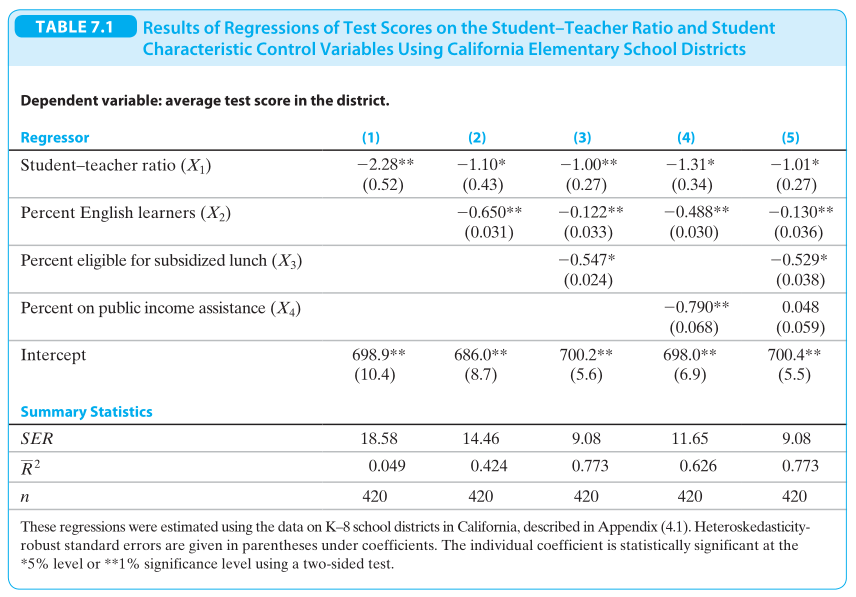 TABLE 7.1 Results of Regressions of Test Scores on the Student–Teacher Ratio and Student
Characteristic Control Variables Using California Elementary School Districts
Dependent variable: average test score in the district.
Regressor (1) (2) (3) (4) (5)
Student–teacher ratio (X₁) −2.28** −1.10* −1.00** −1.31* −1.01*
(0.52) (0.43) (0.27) (0.34) (0.27)
Percent English learners (X₂) −0.650** −0.122** −0.488** −0.130**
(0.031) (0.033) (0.030) (0.036)
Percent eligible for subsidized lunch (X₃) −0.547* −0.529*
(0.024) (0.038)
Percent on public income assistance (X₄) −0.790** 0.048
(0.068) (0.059)
Intercept 698.9** 686.0** 700.2** 698.0** 700.4**
(10.4) (8.7) (5.6) (6.9) (5.5)
Summary Statistics
SER 18.58 14.46 9.08 11.65 9.08
R̄² 0.049 0.424 0.773 0.626 0.773
n 420 420 420 420 420
These regressions were estimated using the data on K–8 school districts in California, described in Appendix (4.1). Heteroskedasticity-
robust standard errors are given in parentheses under coefficients. The individual coefficient is statistically significant at the
*5% level or **1% significance level using a two-sided test.